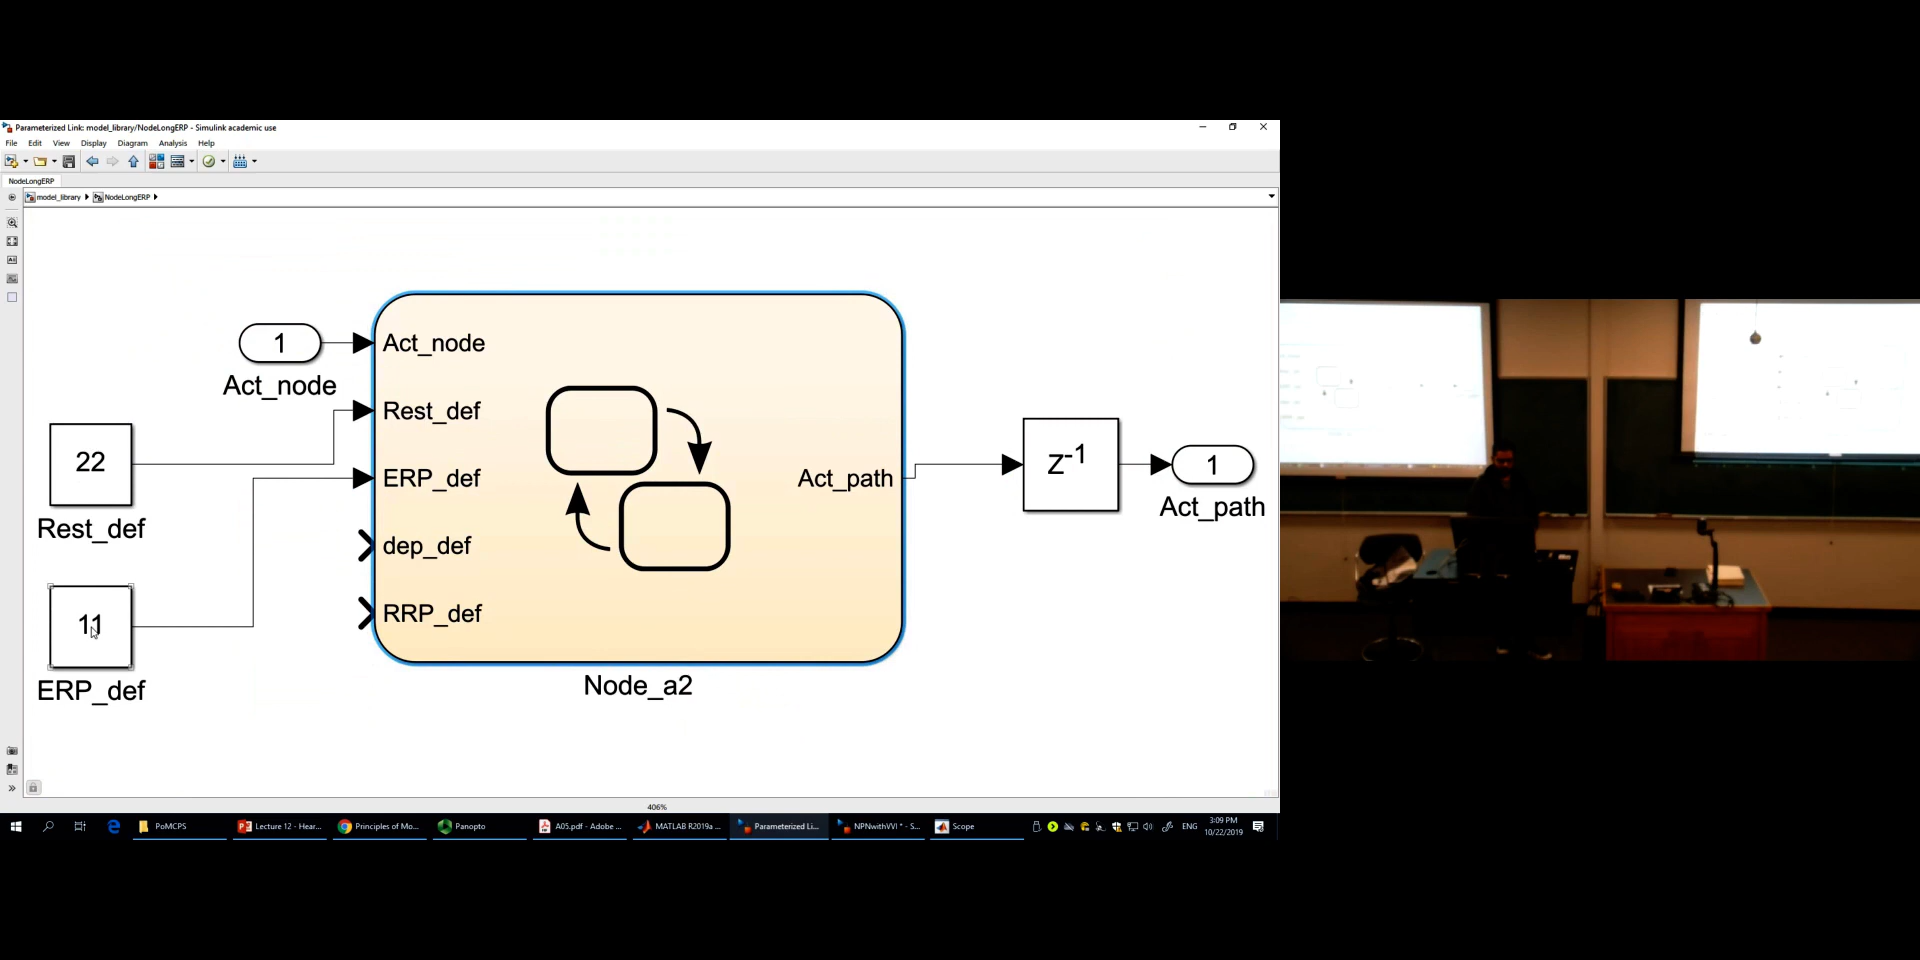 Parameterized Link: model_library/NodeLongERP - Simulink academic use
File Edit View Display Diagram Analysis Help
NodeLongERP
model_library NodeLongERP
1
Act_node
22
Rest_def
11
ERP_def
Act_node
Rest_def
ERP_def
dep_def
RRP_def
Act_path
Node_a2
Z-1
1
Act_path
406%
PoMCPS
Lecture 12 - Hear...
Principles of Mo...
Panopto
A05.pdf - Adobe ...
MATLAB R2019a ...
Parameterized Li...
NPNwithVVI * - S...
Scope
ENG
3:09 PM
10/22/2019